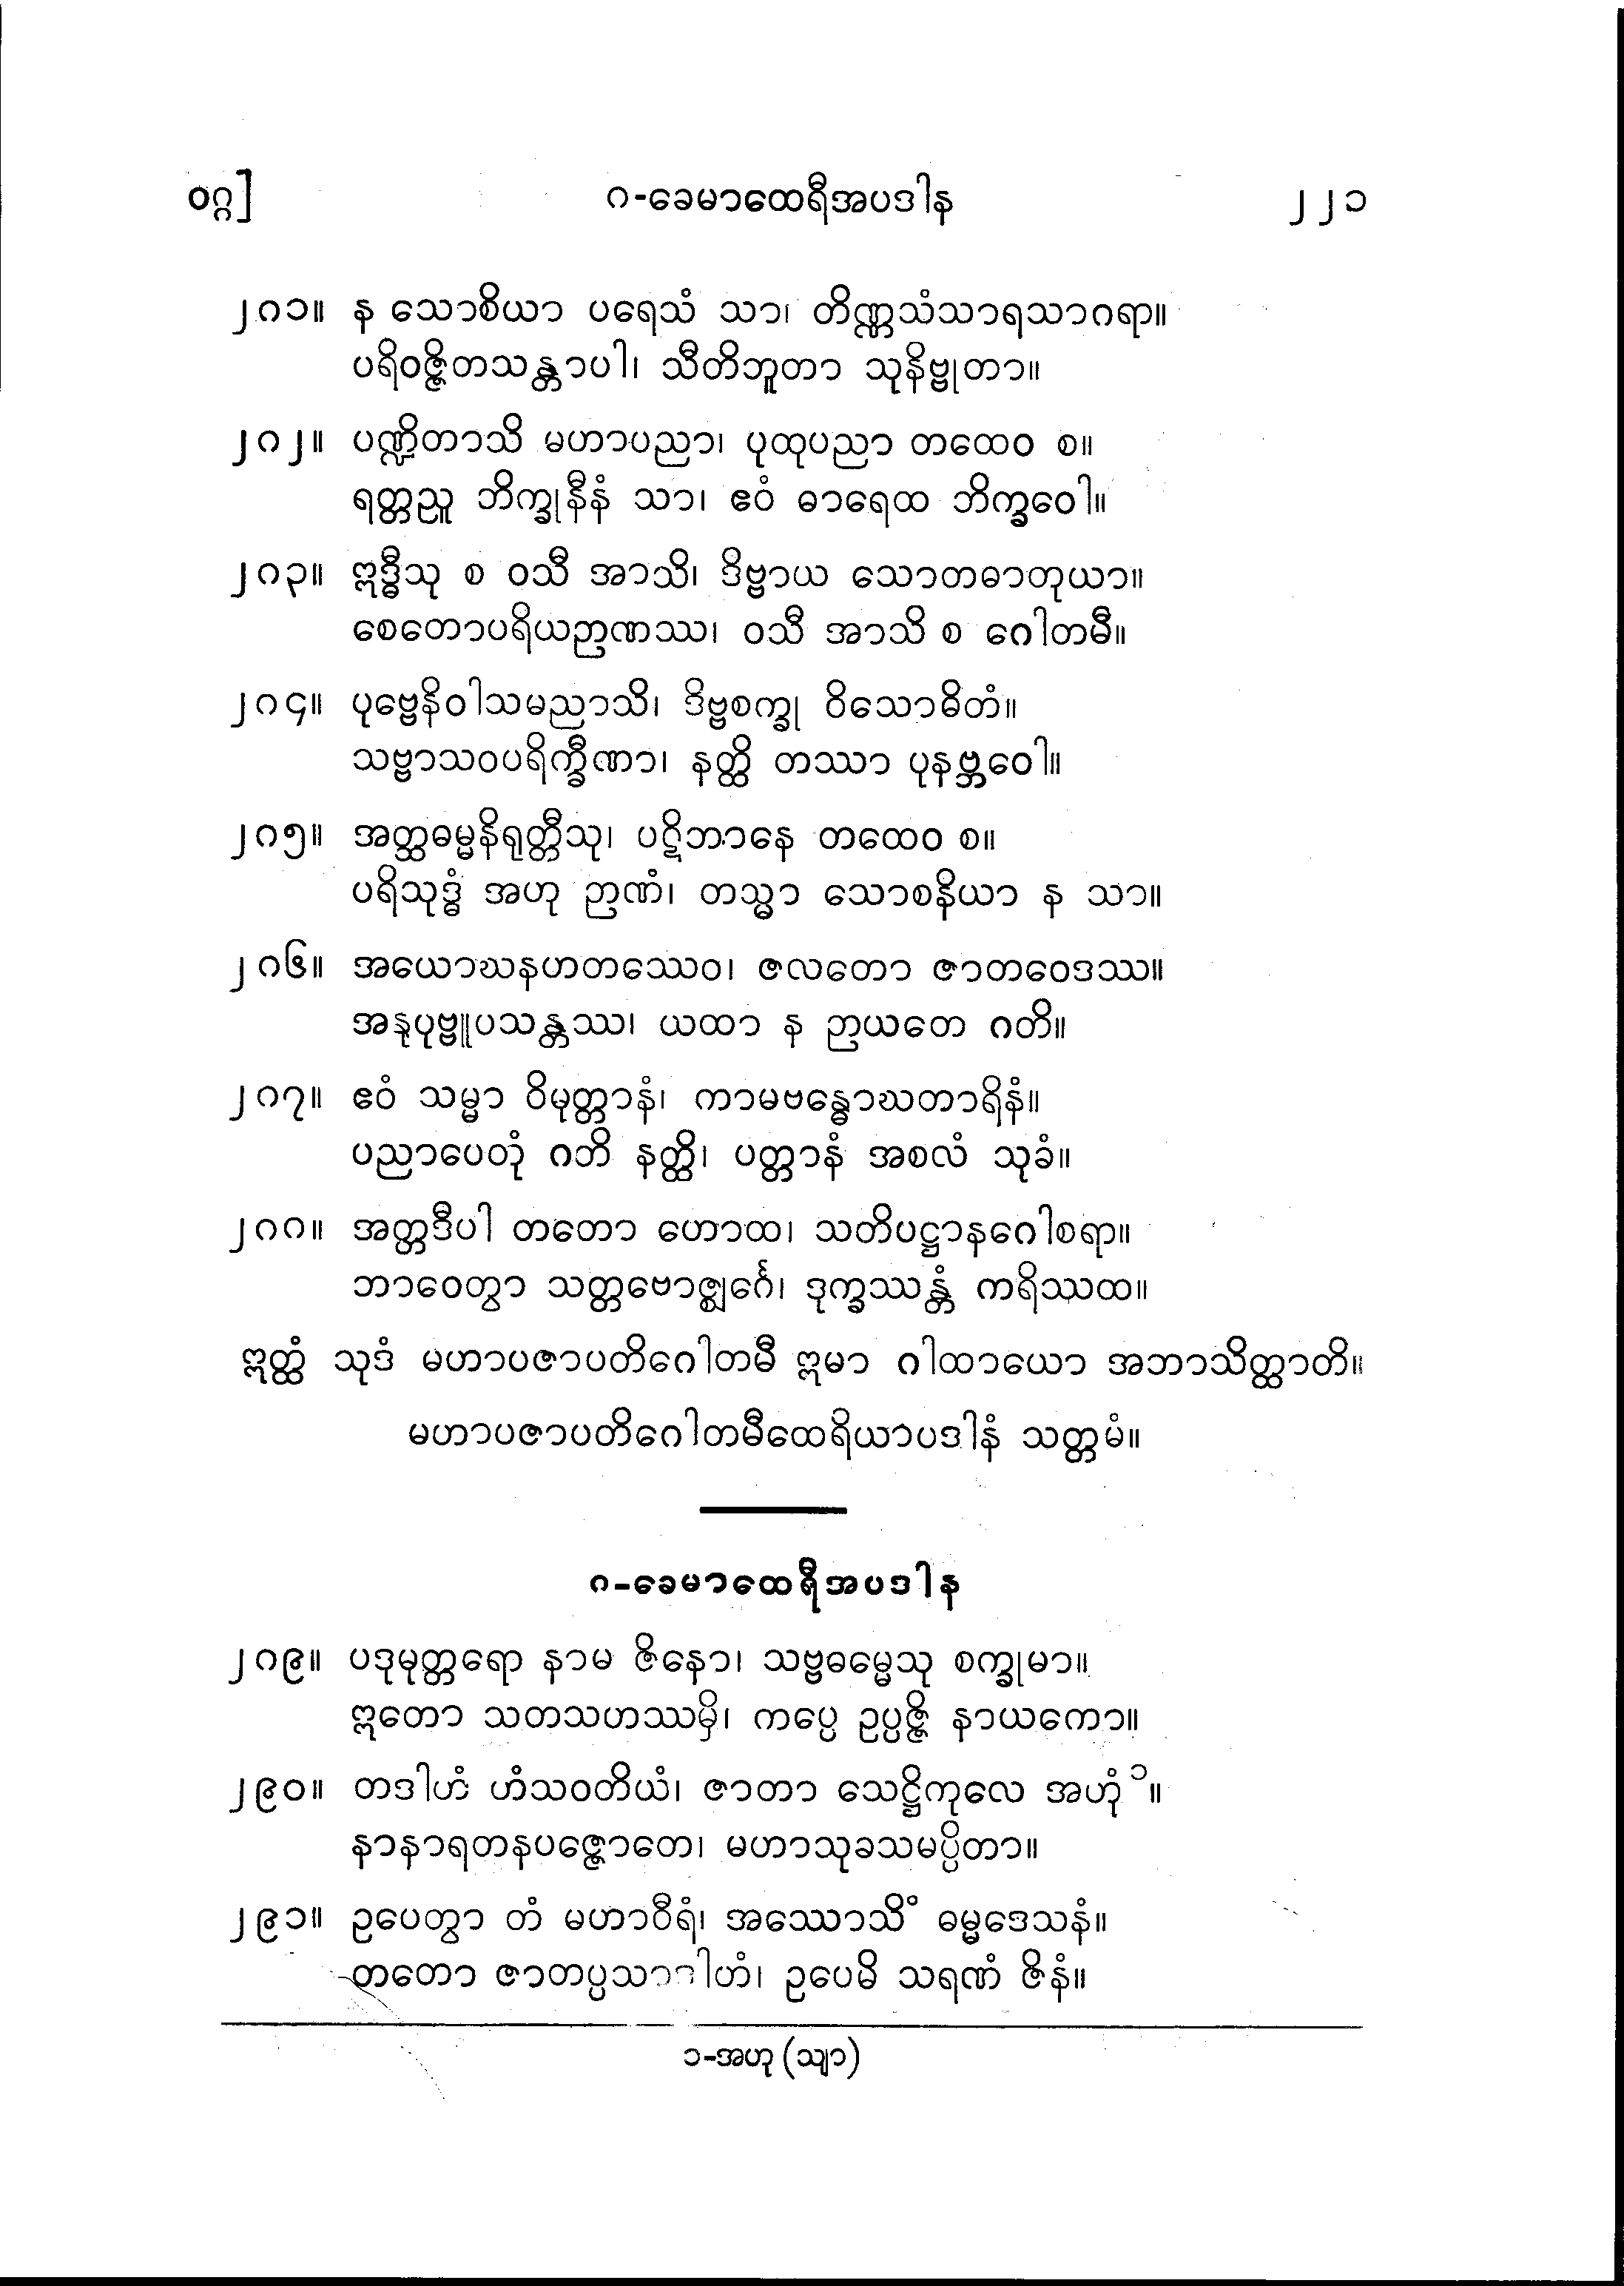 ဝဂ္ဂ]
၈-ခေမာထေရီအပဒါန
၂၂၁
၂၈၁။ န သောစိယာ ပရေသံ သာ၊ တိဏ္ဏသံသာရသာဂရာ။
ပရိဝဇ္ဇိတသန္တာပါ၊ သီတိဘူတာ သုနိဗ္ဗုတာ။
၂၈၂။ ပဏ္ဍိတာသိ မဟာပညာ၊ ပုထုပညာ တထေဝ စ။
ရတ္တညူ ဘိက္ခုနီနံ သာ၊ ဧဝံ ဓာရေထ ဘိက္ခဝေါ။
၂၈၃။ ဣဒ္ဓီသု စ ဝသီ အာသိ၊ ဒိဗ္ဗာယ သောတဓာတုယာ။
စေတောပရိယဉာဏဿ၊ ဝသီ အာသိ စ ဂေါတမီ။
၂၈၄။ ပုဗ္ဗေနိဝါသမညာသိ၊ ဒိဗ္ဗစက္ခု ဝိသောဓိတံ။
သဗ္ဗာသဝပရိက္ခီဏာ၊ နတ္ထိ တဿာ ပုနဗ္ဘဝေါ။
၂၈၅။ အတ္ထဓမ္မနိရုတ္တီသု၊ ပဋိဘာနေ တထေဝ စ။
ပရိသုဒ္ဓံ အဟု ဉာဏံ၊ တသ္မာ သောစနိယာ န သာ။
၂၈၆။ အယောဃနဟတဿေဝ၊ ဇလတော ဇာတဝေဒဿ။
အနုပုဗ္ဗူပသန္တဿ၊ ယထာ န ဉာယတေ ဂတိ။
၂၈၇။ ဧဝံ သမ္မာ ဝိမုတ္တာနံ၊ ကာမဗန္ဓောဃတာရိနံ။
ပညာပေတုံ ဂတိ နတ္ထိ၊ ပတ္တာနံ အစလံ သုခံ။
၂၈၈။ အတ္တဒီပါ တတော ဟောထ၊ သတိပဋ္ဌာနဂေါစရာ။
ဘာဝေတွာ သတ္တဗောဇ္ဈင်္ဂေ၊ ဒုက္ခဿန္တံ ကရိဿထ။
ဣတ္ထံ သုဒံ မဟာပဇာပတိဂေါတမီ ဣမာ ဂါထာယော အဘာသိတ္ထာတိ။
မဟာပဇာပတိဂေါတမီထေရိယာပဒါနံ သတ္တမံ။
၈-ခေမာထေရီအပဒါန
၂၈၉။ ပဒုမုတ္တရော နာမ ဇိနော၊ သဗ္ဗဓမ္မေသု စက္ခုမာ။
ဣတော သတသဟဿမှိ၊ ကပ္ပေ ဥပ္ပဇ္ဇိ နာယကော။
၂၉၀။ တဒါဟံ ဟံသဝတိယံ၊ ဇာတာ သေဋ္ဌိကုလေ အဟုံ ၁။
နာနာရတနပဇ္ဇောတေ၊ မဟာသုခသမပ္ပိတာ။
၂၉၁။ ဥပေတွာ တံ မဟာဝီရံ၊ အဿောသိံ ဓမ္မဒေသနံ။
တတော ဇာတပ္ပသာဒါဟံ၊ ဥပေမိ သရဏံ ဇိနံ။
၁-အဟု (သျာ)